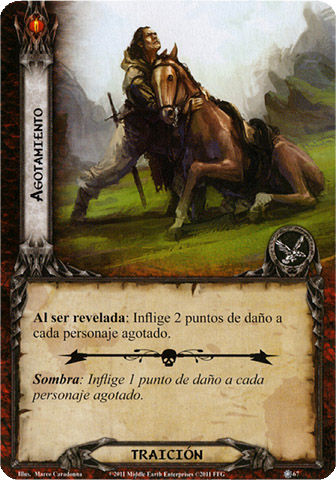 AGOTAMIENTO
Al ser revelada: Inflige 2 puntos de daño a
cada personaje agotado.
Sombra: Inflige 1 punto de daño a cada
personaje agotado.
TRAICIÓN
Illus. Marco Caradonna
©2011 Middle Earth Enterprises ©2011 FFG
67